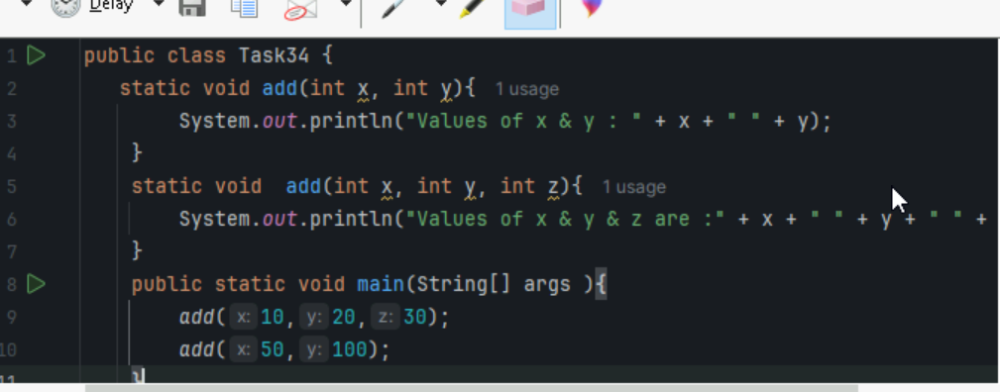 Delay
1 public class Task34 {
2 static void add(int x, int y){ 1 usage
3 System.out.println("Values of x & y : " + x + " " + y);
4 }
5 static void  add(int x, int y, int z){ 1 usage
6 System.out.println("Values of x & y & z are :" + x + " " + y + " " +
7 }
8 public static void main(String[] args ){
9 add( x: 10, y: 20, z: 30);
10 add( x: 50, y: 100);
11 }